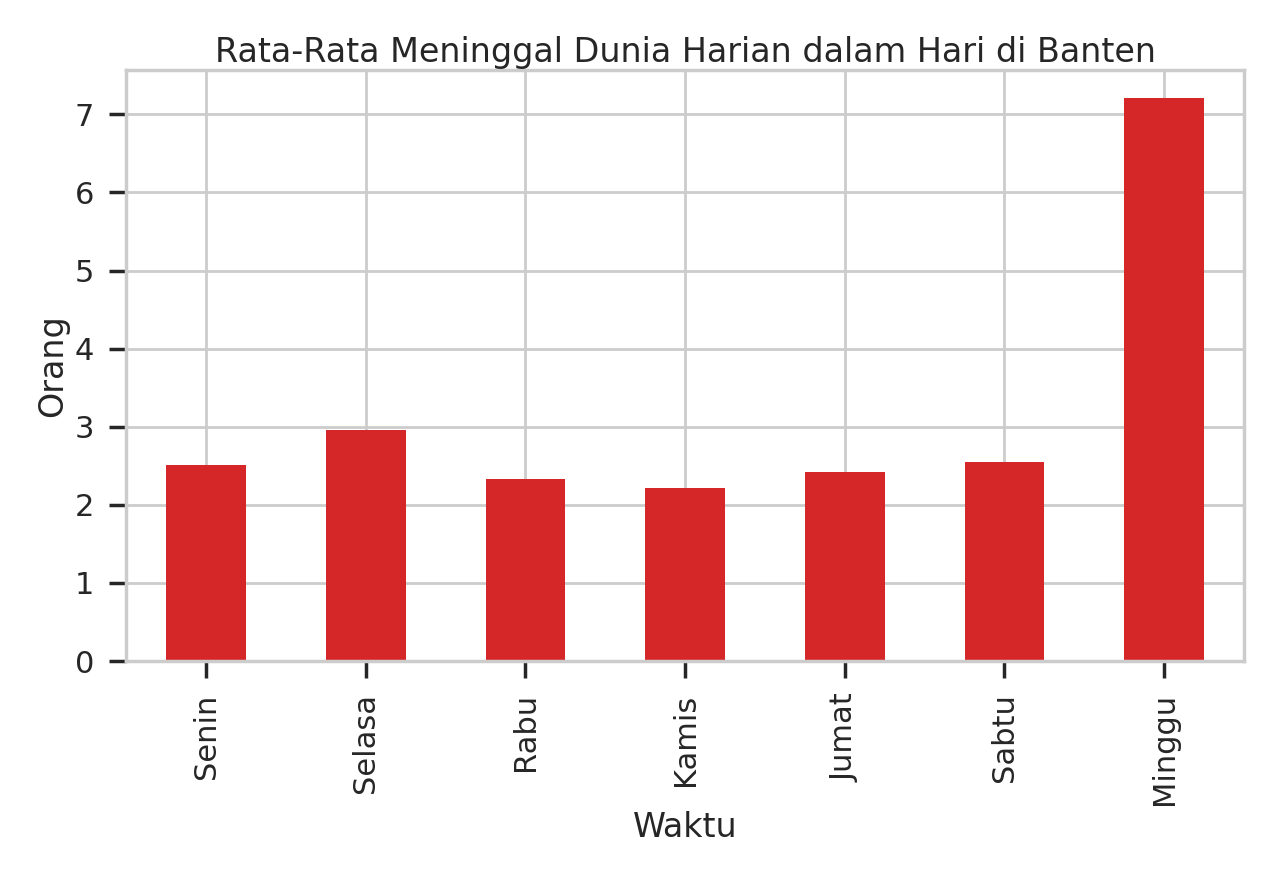 Rata-Rata Meninggal Dunia Harian dalam Hari di Banten
7
6
5
4
3
2
1
0
Orang
Senin
Selasa
Rabu
Kamis
Jumat
Sabtu
Minggu
Waktu